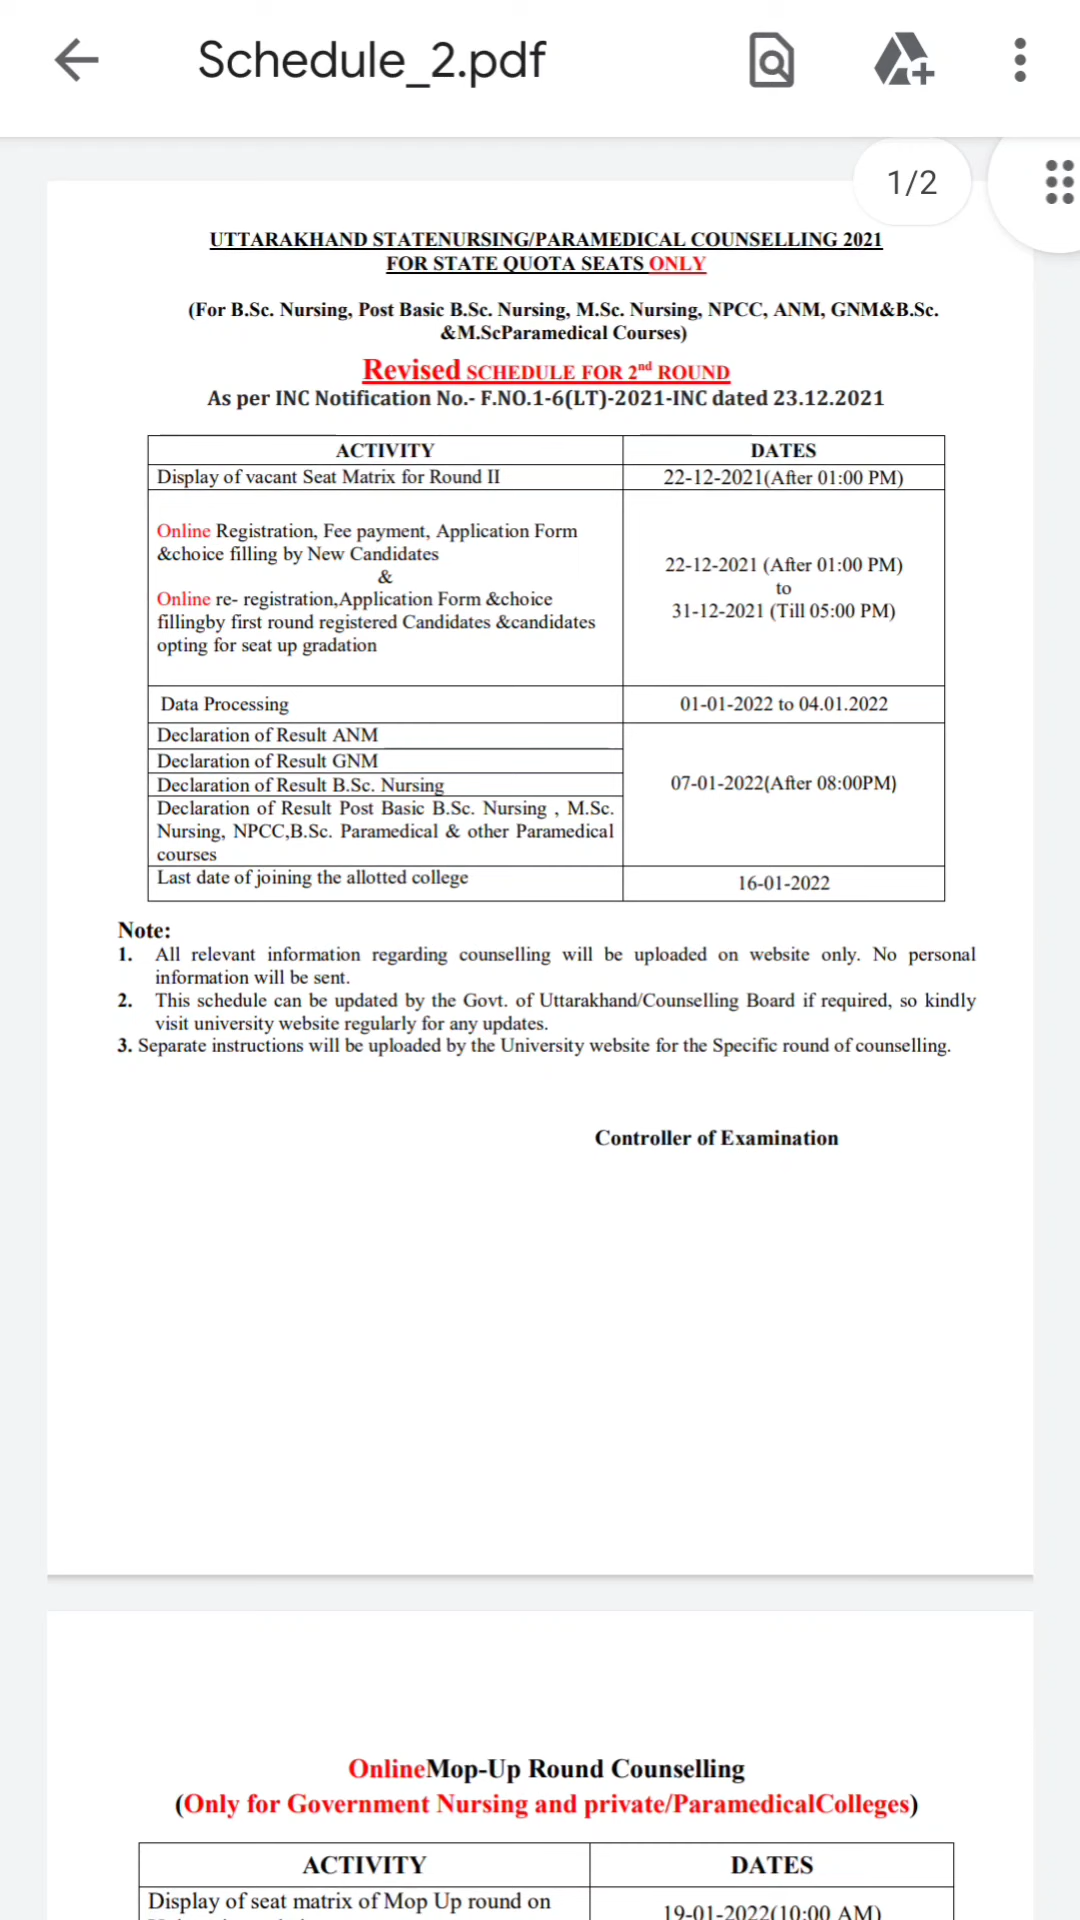 Schedule_2.pdf
1/2
UTTARAKHAND STATENURSING/PARAMEDICAL COUNSELLING 2021
FOR STATE QUOTA SEATS ONLY
(For B.Sc. Nursing, Post Basic B.Sc. Nursing, M.Sc. Nursing, NPCC, ANM, GNM&B.Sc.
&M.ScParamedical Courses)
Revised SCHEDULE FOR 2nd ROUND
As per INC Notification No.- F.NO.1-6(LT)-2021-INC dated 23.12.2021
ACTIVITY DATES
Display of vacant Seat Matrix for Round II 22-12-2021(After 01:00 PM)
Online Registration, Fee payment, Application Form
&choice filling by New Candidates
&
Online re- registration,Application Form &choice
fillingby first round registered Candidates &candidates
opting for seat up gradation
22-12-2021 (After 01:00 PM)
to
31-12-2021 (Till 05:00 PM)
Data Processing 01-01-2022 to 04.01.2022
Declaration of Result ANM
Declaration of Result GNM
Declaration of Result B.Sc. Nursing
Declaration of Result Post Basic B.Sc. Nursing , M.Sc.
Nursing, NPCC,B.Sc. Paramedical & other Paramedical
courses
07-01-2022(After 08:00PM)
Last date of joining the allotted college 16-01-2022
Note:
1. All relevant information regarding counselling will be uploaded on website only. No personal
information will be sent.
2. This schedule can be updated by the Govt. of Uttarakhand/Counselling Board if required, so kindly
visit university website regularly for any updates.
3. Separate instructions will be uploaded by the University website for the Specific round of counselling.
Controller of Examination
OnlineMop-Up Round Counselling
(Only for Government Nursing and private/ParamedicalColleges)
ACTIVITY DATES
Display of seat matrix of Mop Up round on
19-01-2022(10:00 AM)